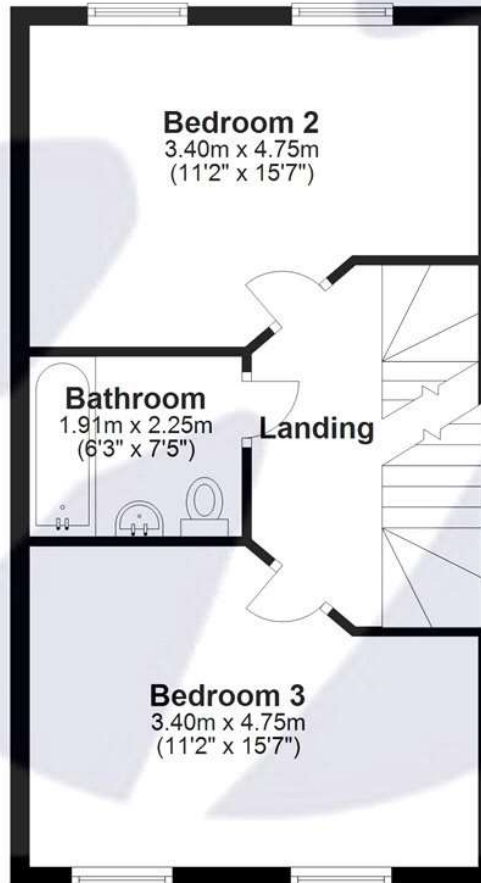 Bedroom 2
3.40m x 4.75m
(11'2" x 15'7")
Bathroom
1.91m x 2.25m
(6'3" x 7'5")
Landing
Bedroom 3
3.40m x 4.75m
(11'2" x 15'7")